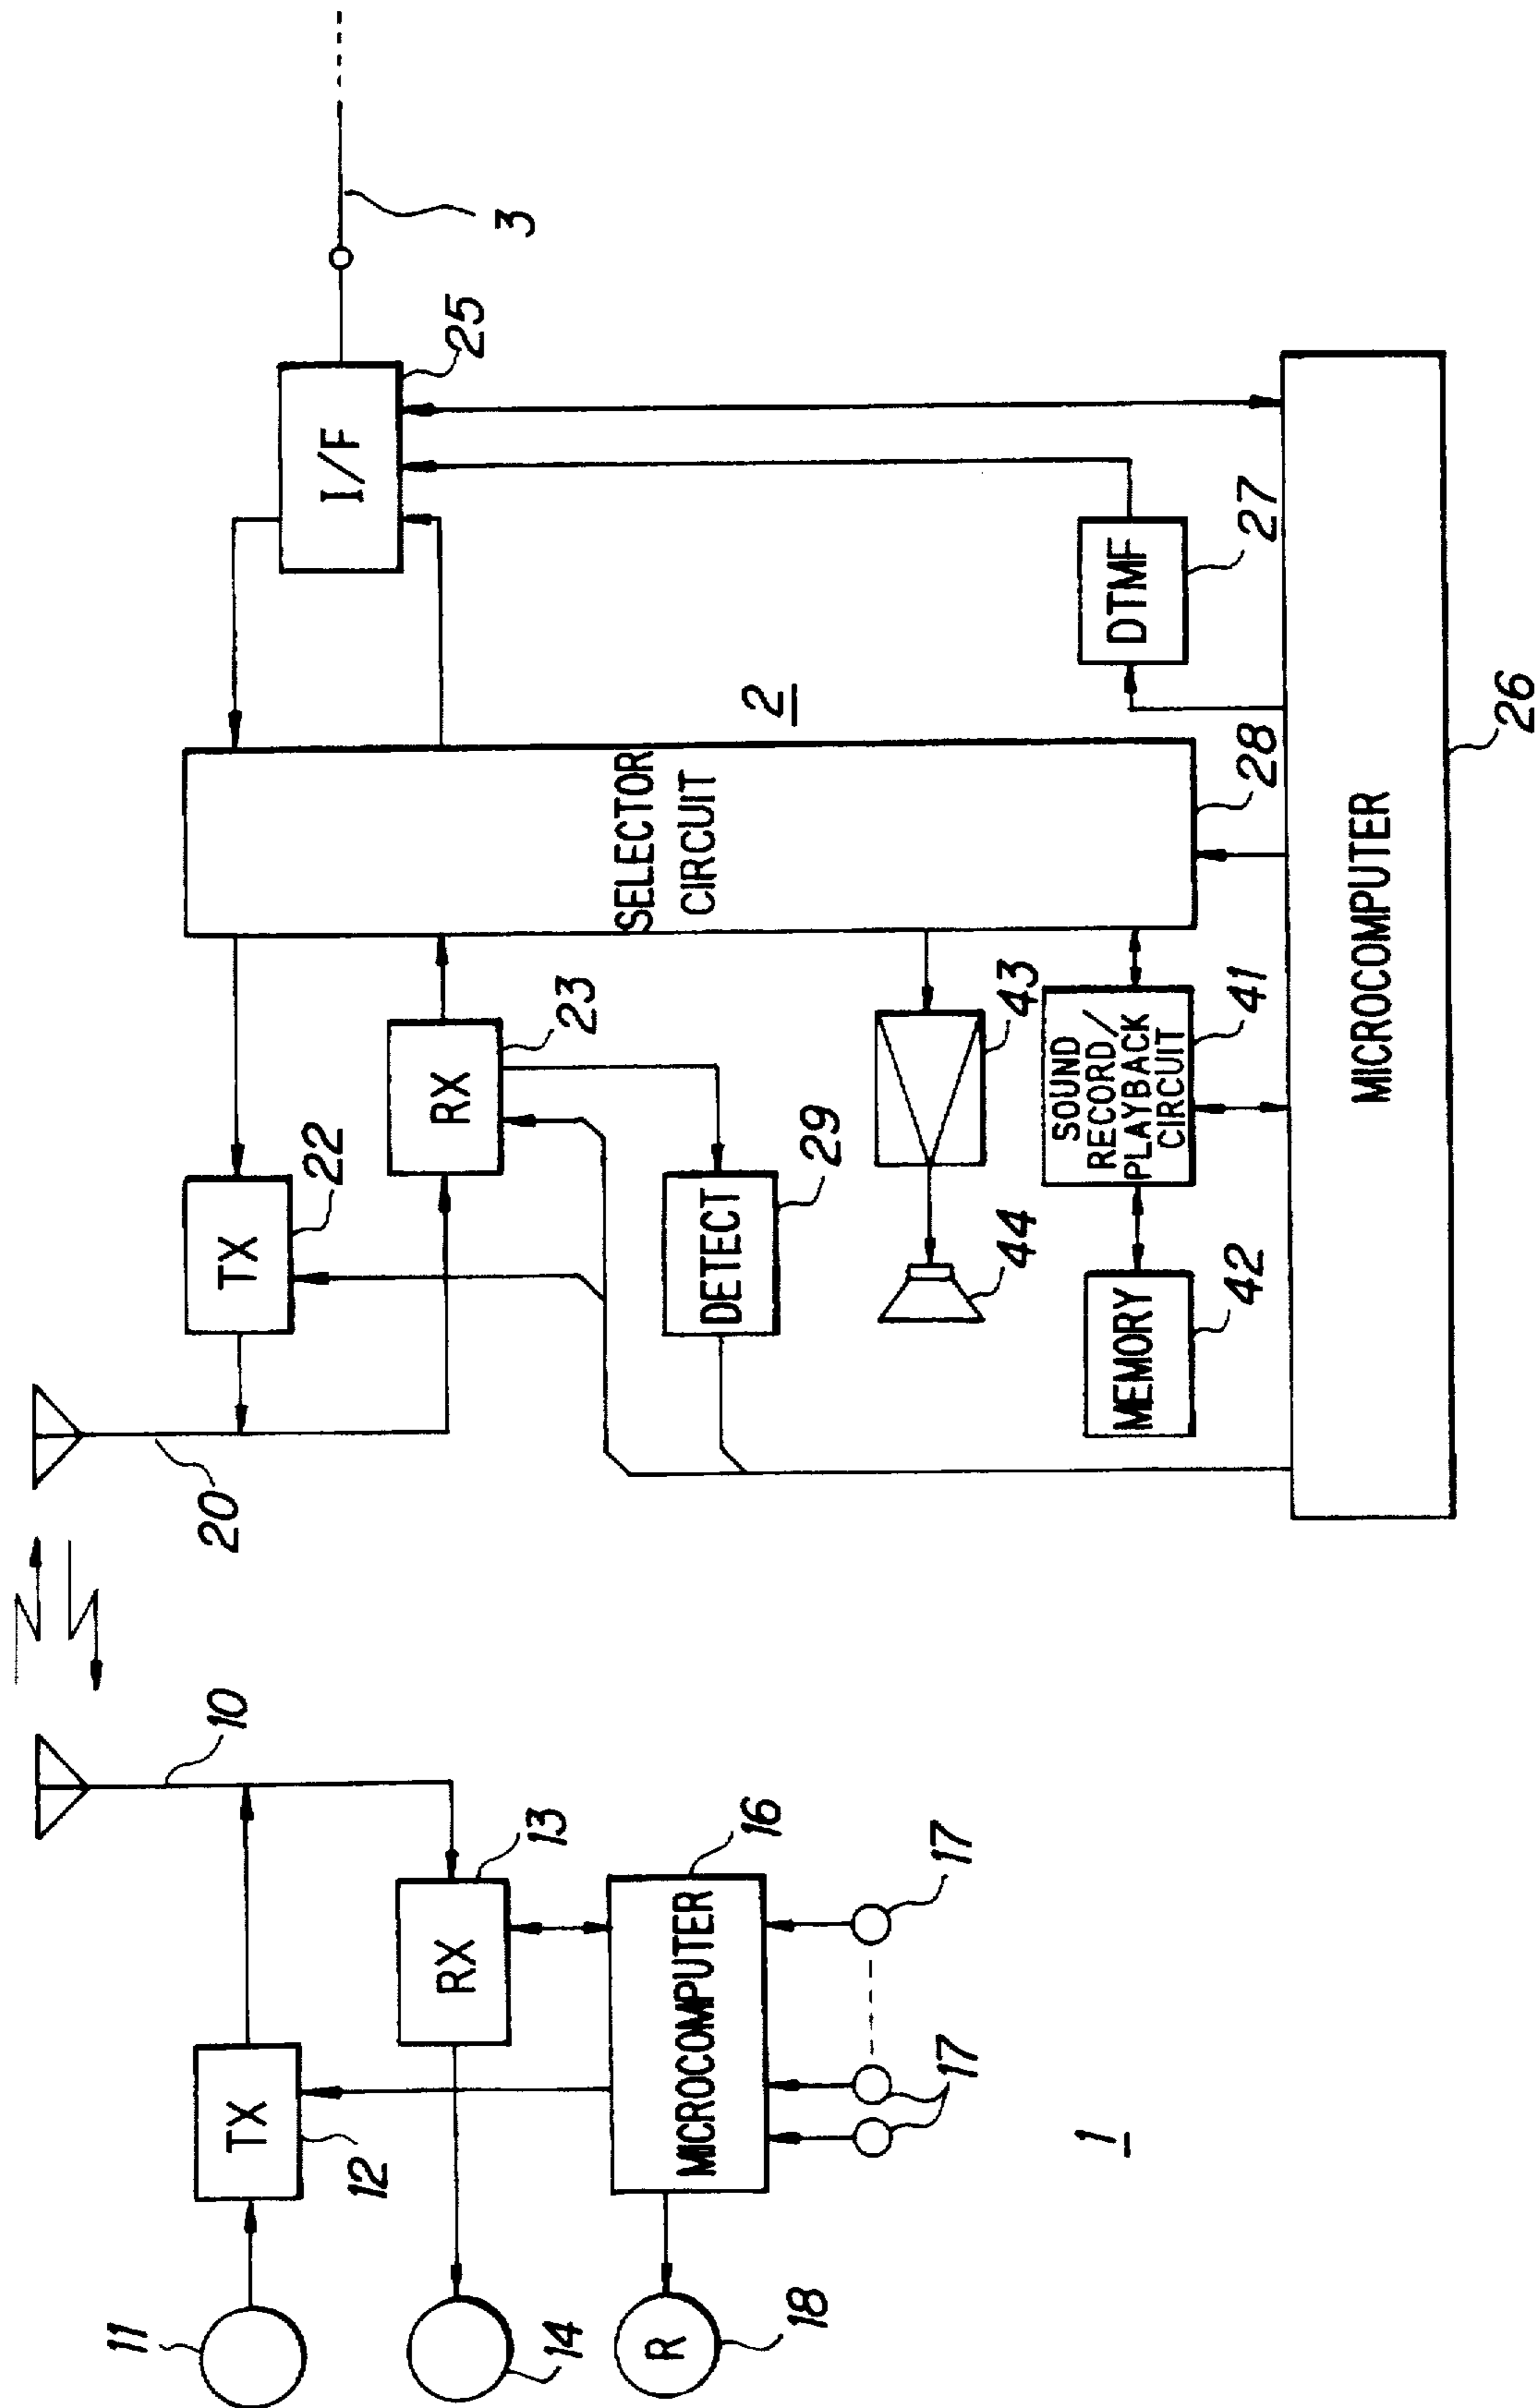 11
TX
12
10
14
RX
13
R
18
MICROCOMPUTER
16
17
17
1
20
TX
22
RX
23
DETECT
29
44
43
MEMORY
42
SOUND
RECORD/
PLAYBACK
CIRCUIT
41
SELECTOR
CIRCUIT
28
2
I/F
25
3
DTMF
27
MICROCOMPUTER
26